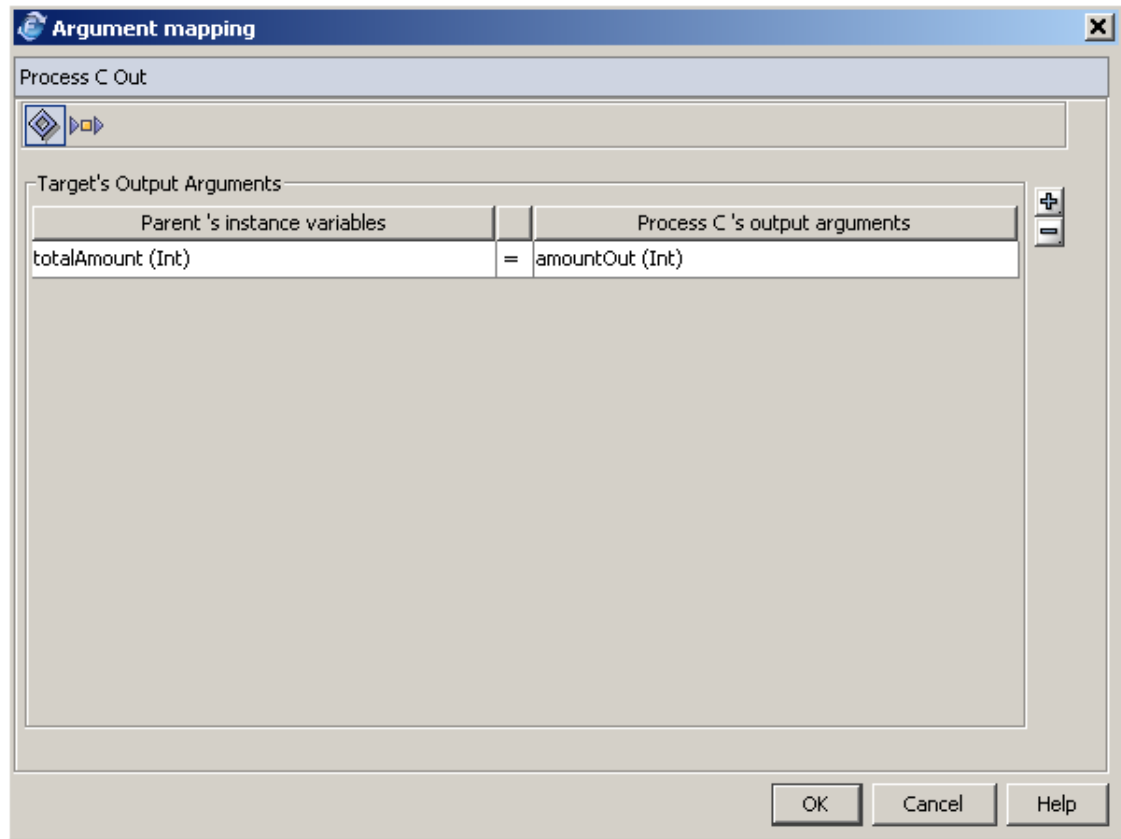 Argument mapping
Process C Out
Target's Output Arguments
Parent 's instance variables Process C 's output arguments
totalAmount (Int) = amountOut (Int)
OK Cancel Help